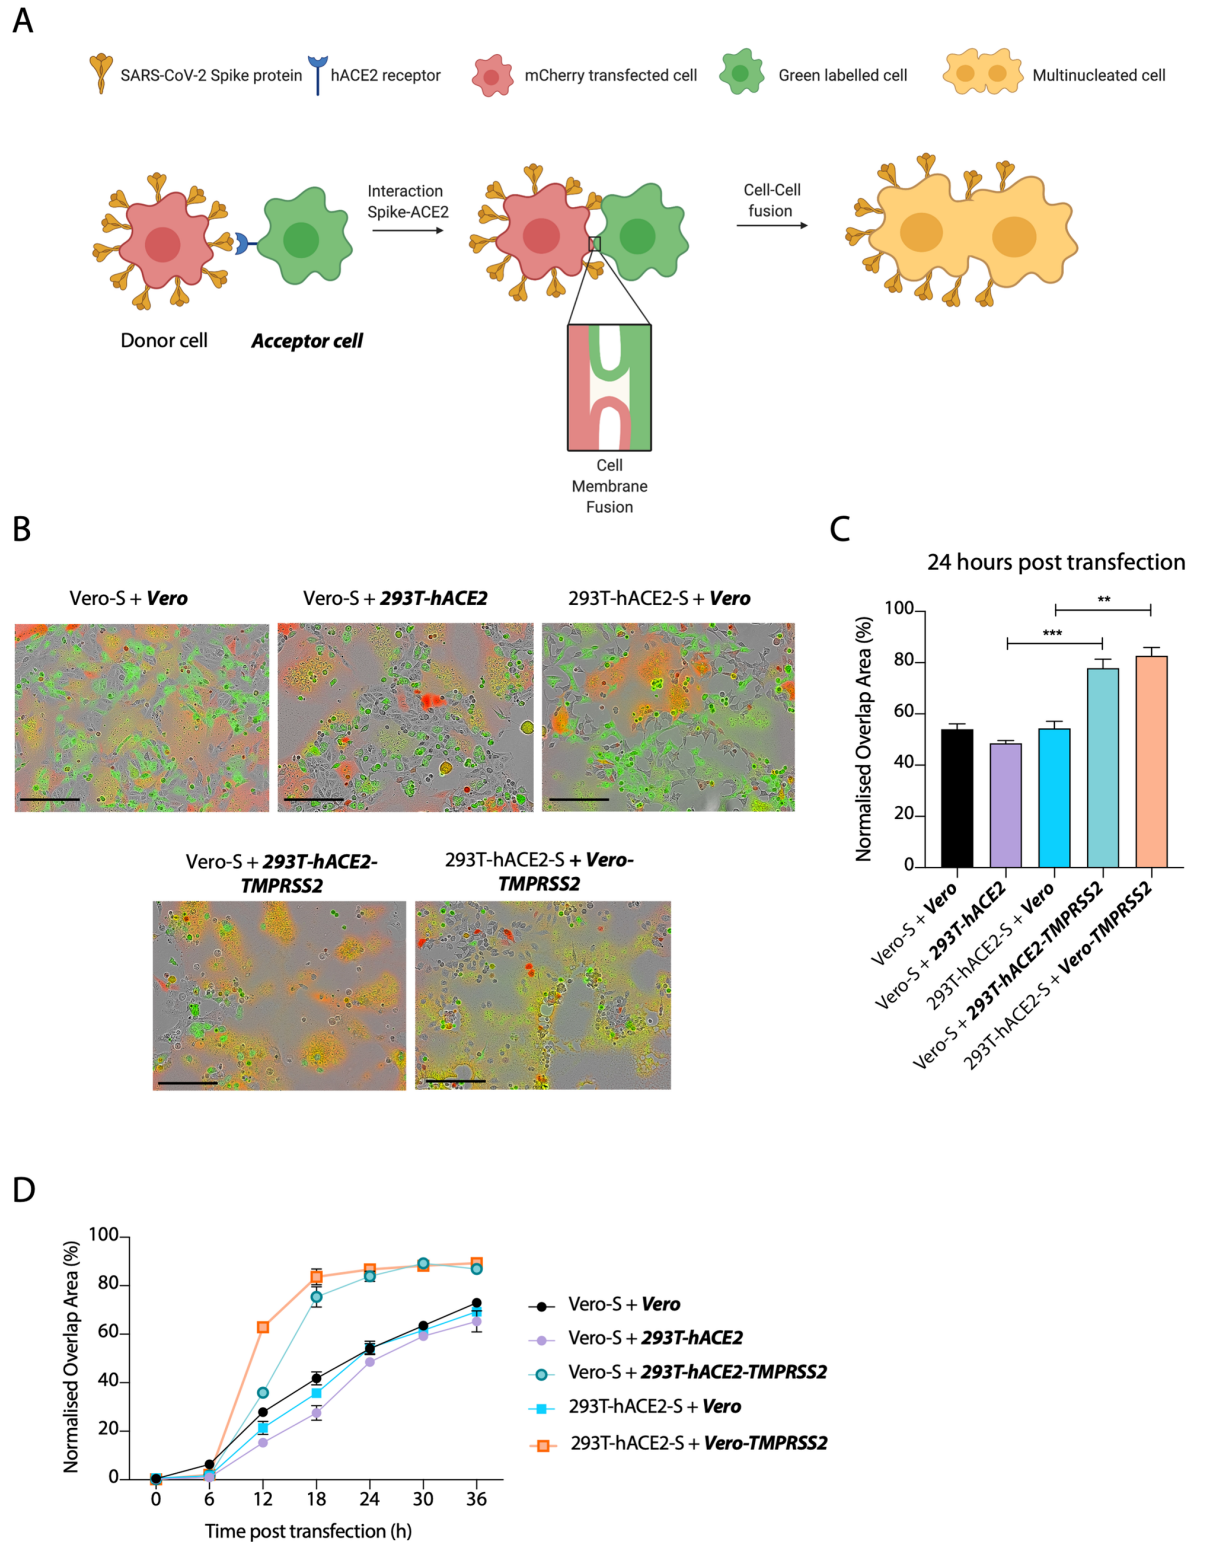 A
SARS-CoV-2 Spike protein
hACE2 receptor
mCherry transfected cell
Green labelled cell
Multinucleated cell
Interaction
Spike-ACE2
Cell-Cell
fusion
Donor cell
Acceptor cell
Cell
Membrane
Fusion
B
Vero-S + Vero
Vero-S + 293T-hACE2
293T-hACE2-S + Vero
Vero-S + 293T-hACE2-
TMPRSS2
293T-hACE2-S + Vero-
TMPRSS2
C
24 hours post transfection
Normalised Overlap Area (%)
100
80
60
40
20
0
***
**
Vero-S + Vero
Vero-S + 293T-hACE2
293T-hACE2-S + Vero
Vero-S + 293T-hACE2-TMPRSS2
293T-hACE2-S + Vero-TMPRSS2
D
Normalised Overlap Area (%)
100
80
60
40
20
0
0 6 12 18 24 30 36
Time post transfection (h)
Vero-S + Vero
Vero-S + 293T-hACE2
Vero-S + 293T-hACE2-TMPRSS2
293T-hACE2-S + Vero
293T-hACE2-S + Vero-TMPRSS2